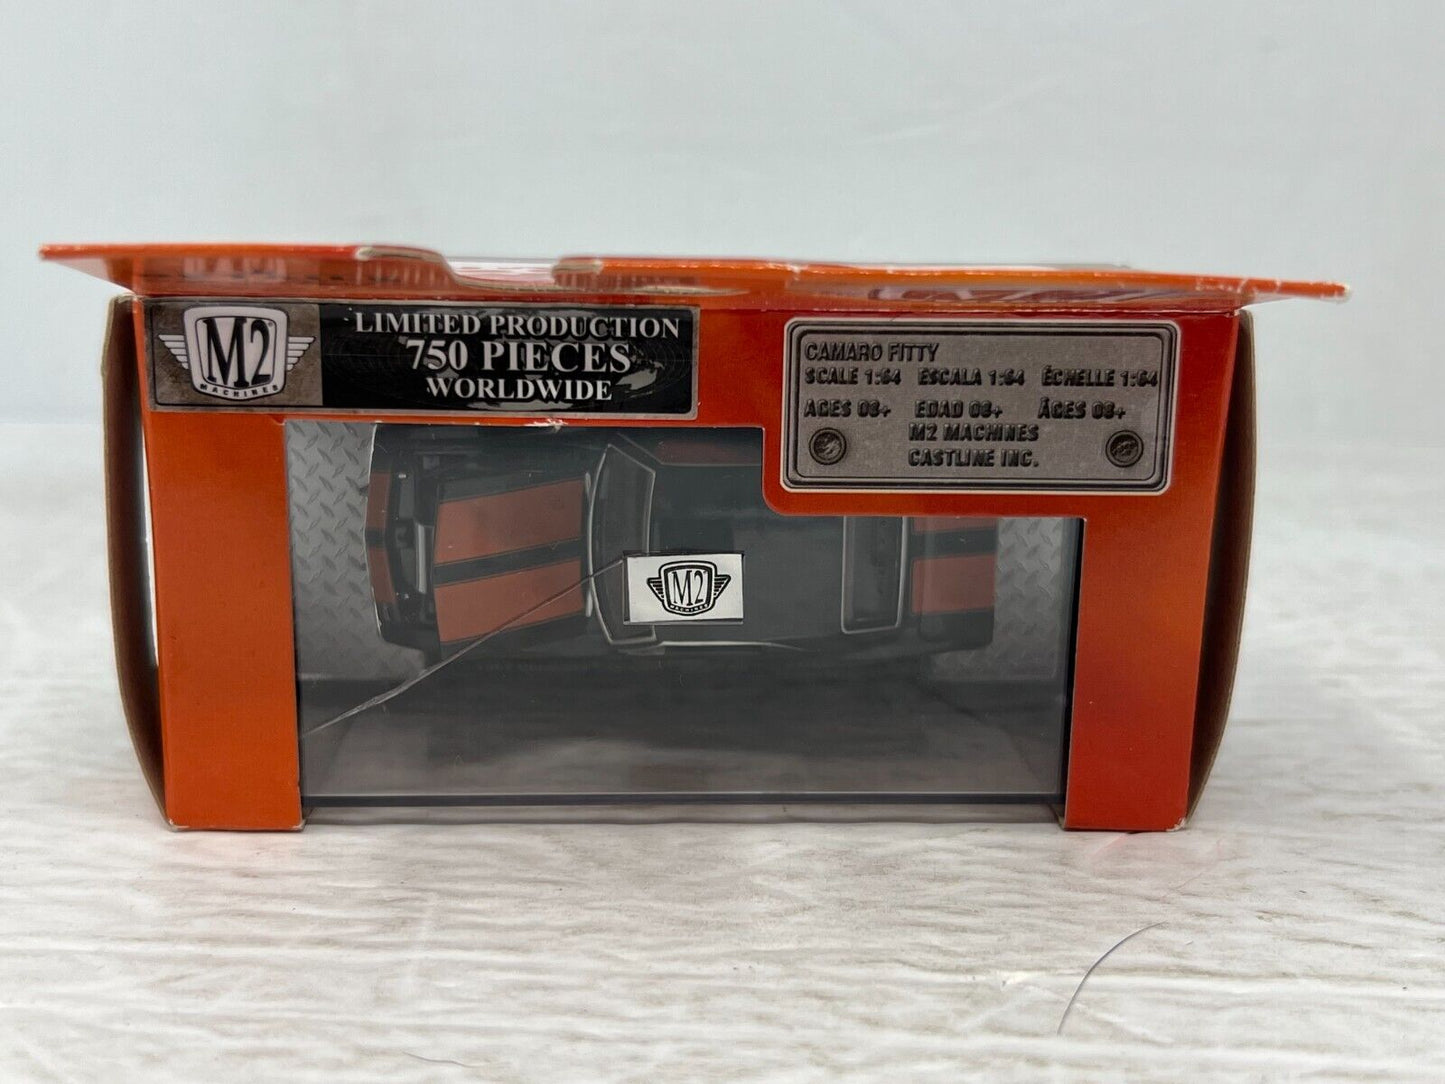 M2
MACHINES
LIMITED PRODUCTION
750 PIECES
WORLDWIDE
CAMARO FITTY
SCALE 1:64 ESCALA 1:64 ÉCHELLE 1:64
AGES 08+ EDAD 08+ ÂGES 08+
M2 MACHINES
CASTLINE INC.
M2
MACHINES